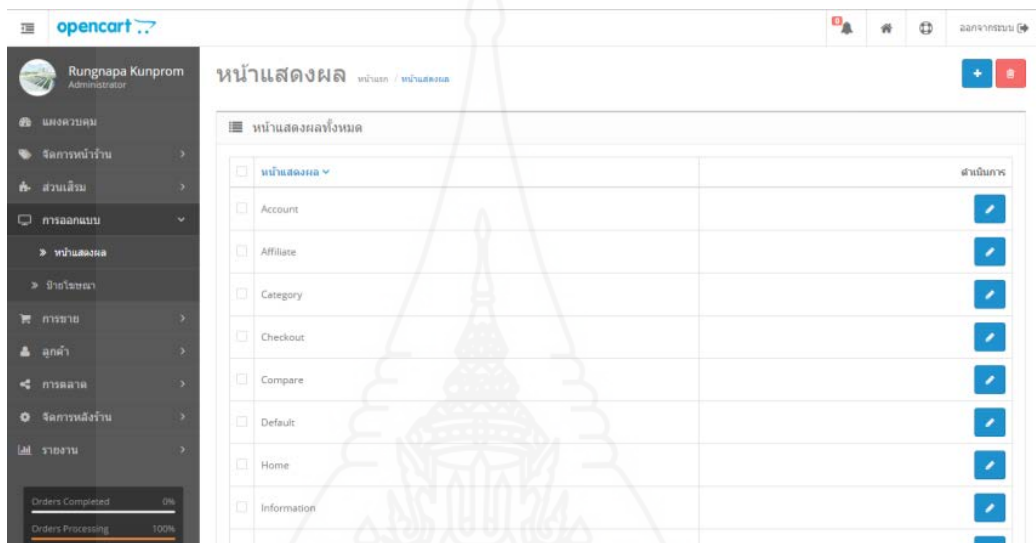 opencart
0
ออกจากระบบ
Rungnapa Kunprom
Administrator
หน้าแสดงผล
หน้าแรก / หน้าแสดงผล
แผงควบคุม
จัดการหน้าร้าน
ส่วนเสริม
การออกแบบ
» หน้าแสดงผล
» ป้ายโฆษณา
การขาย
ลูกค้า
การตลาด
จัดการหลังร้าน
รายงาน
Orders Completed 0%
Orders Processing 100%
หน้าแสดงผลทั้งหมด
หน้าแสดงผล ดำเนินการ
Account
Affiliate
Category
Checkout
Compare
Default
Home
Information